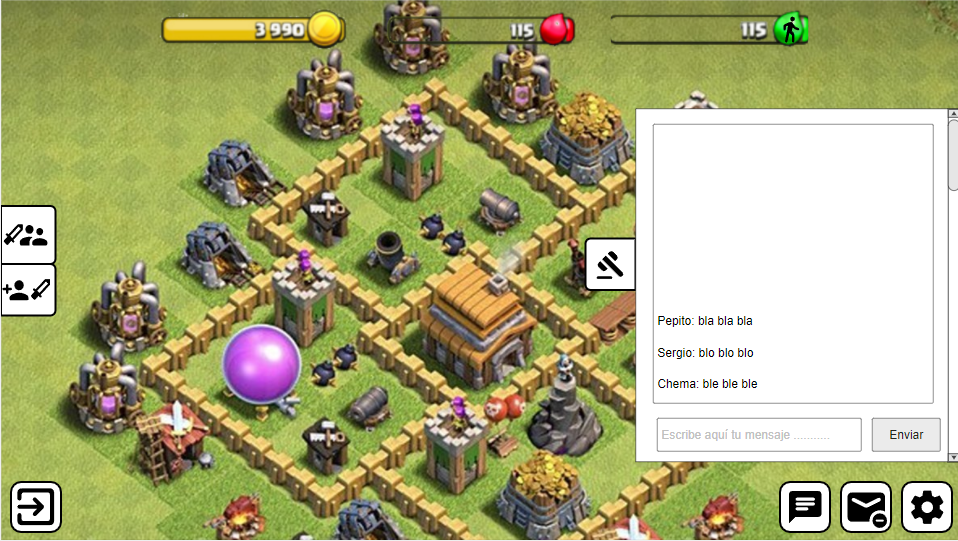 3 990
115
115
Pepito: bla bla bla
Sergio: blo blo blo
Chema: ble ble ble
Escribe aquí tu mensaje ...........
Enviar